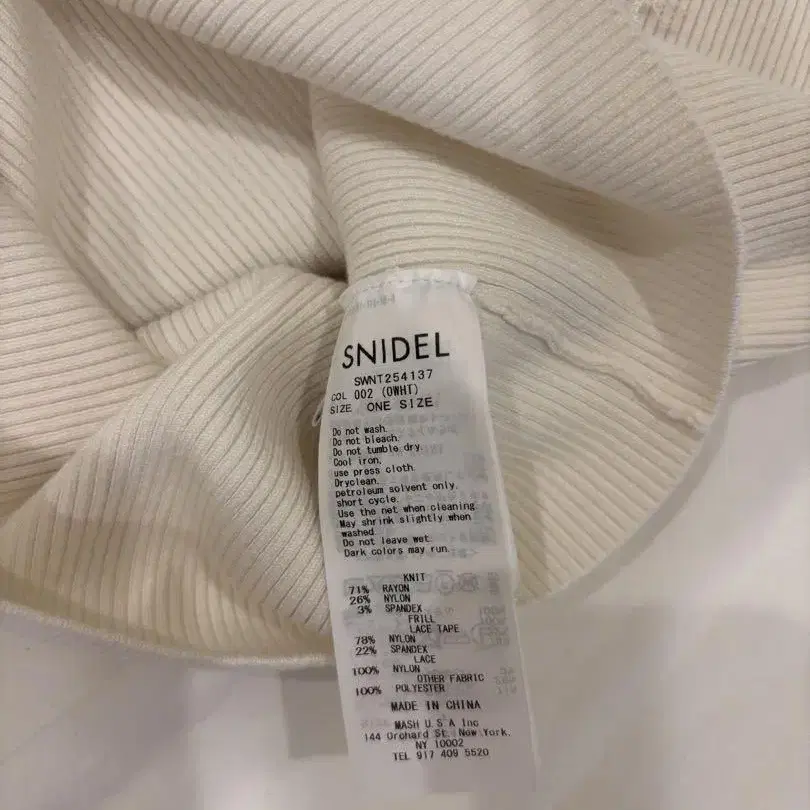 SNIDEL
SWNT254137
COL 002 (OWHT)
SIZE ONE SIZE
Do not wash.
Do not bleach.
Do not tumble dry.
Cool iron.
use press cloth.
Dryclean.
petroleum solvent only.
short cycle.
Use the net when cleaning.
May shrink slightly when
washed.
Do not leave wet.
Dark colors may run.
KNIT
71% RAYON
26% NYLON
3% SPANDEX
FRILL
LACE TAPE
78% NYLON
22% SPANDEX
LACE
100% NYLON
OTHER FABRIC
100% POLYESTER
MADE IN CHINA
MASH U.S.A Inc
144 Orchard St. New York.
NY 10002
TEL 917 409 5520